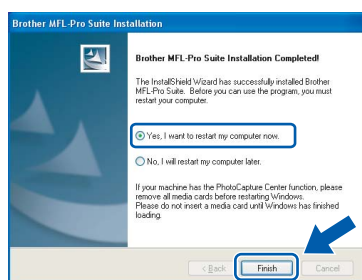 Brother MFL-Pro Suite Installation
Brother MFL-Pro Suite Installation Completed!
The InstallShield Wizard has successfully installed Brother
MFL-Pro Suite. Before you can use the program, you must
restart your computer.
Yes, I want to restart my computer now.
No, I will restart my computer later.
If your machine has the PhotoCapture Center function, please
remove all media cards before restarting Windows.
Please do not insert a media card until Windows has finished
loading.
< Back
Finish
Cancel